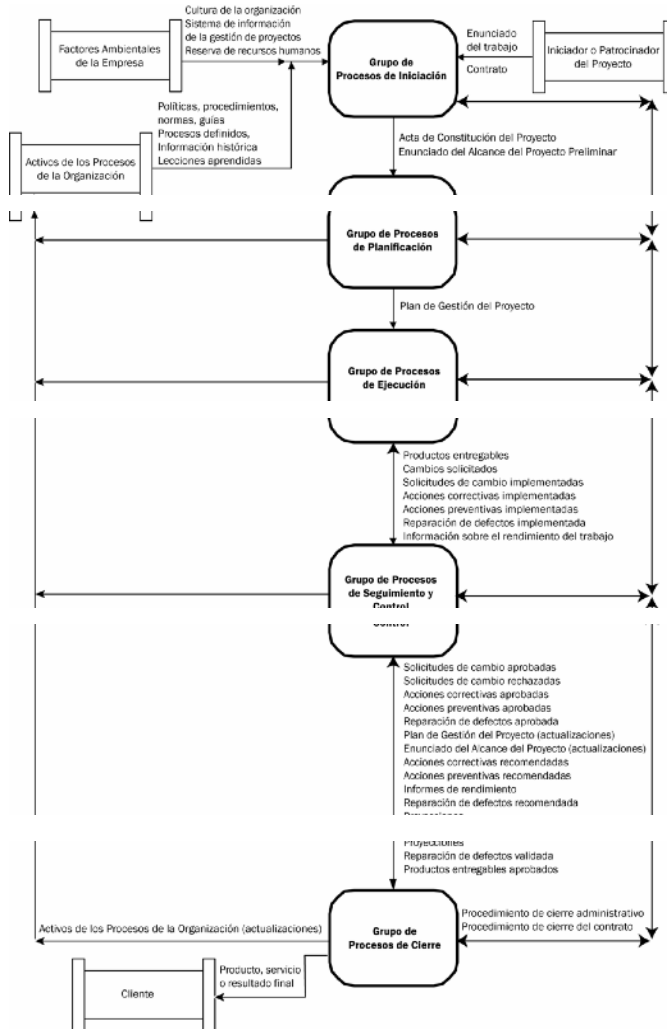 Cultura de la organización
Sistema de información
de la gestión de proyectos
Reserva de recursos humanos
Factores Ambientales
de la Empresa
Grupo de
Procesos de Iniciación
Enunciado
del trabajo
Contrato
Iniciador o Patrocinador
del Proyecto
Políticas, procedimientos,
normas, guías
Procesos definidos,
Información histórica
Lecciones aprendidas
Activos de los Procesos
de la Organización
Acta de Constitución del Proyecto
Enunciado del Alcance del Proyecto Preliminar
Grupo de Procesos
de Planificación
Plan de Gestión del Proyecto
Grupo de Procesos
de Ejecución
Productos entregables
Cambios solicitados
Solicitudes de cambio implementadas
Acciones correctivas implementadas
Acciones preventivas implementadas
Reparación de defectos implementada
Información sobre el rendimiento del trabajo
Grupo de Procesos
de Seguimiento y
Control
Solicitudes de cambio aprobadas
Solicitudes de cambio rechazadas
Acciones correctivas aprobadas
Acciones preventivas aprobadas
Reparación de defectos aprobada
Plan de Gestión del Proyecto (actualizaciones)
Enunciado del Alcance del Proyecto (actualizaciones)
Acciones correctivas recomendadas
Acciones preventivas recomendadas
Informes de rendimiento
Reparación de defectos recomendada
Proyecciones
Reparación de defectos validada
Productos entregables aprobados
Activos de los Procesos de la Organización (actualizaciones)
Grupo de
Procesos de Cierre
Procedimiento de cierre administrativo
Procedimiento de cierre del contrato
Producto, servicio
o resultado final
Cliente